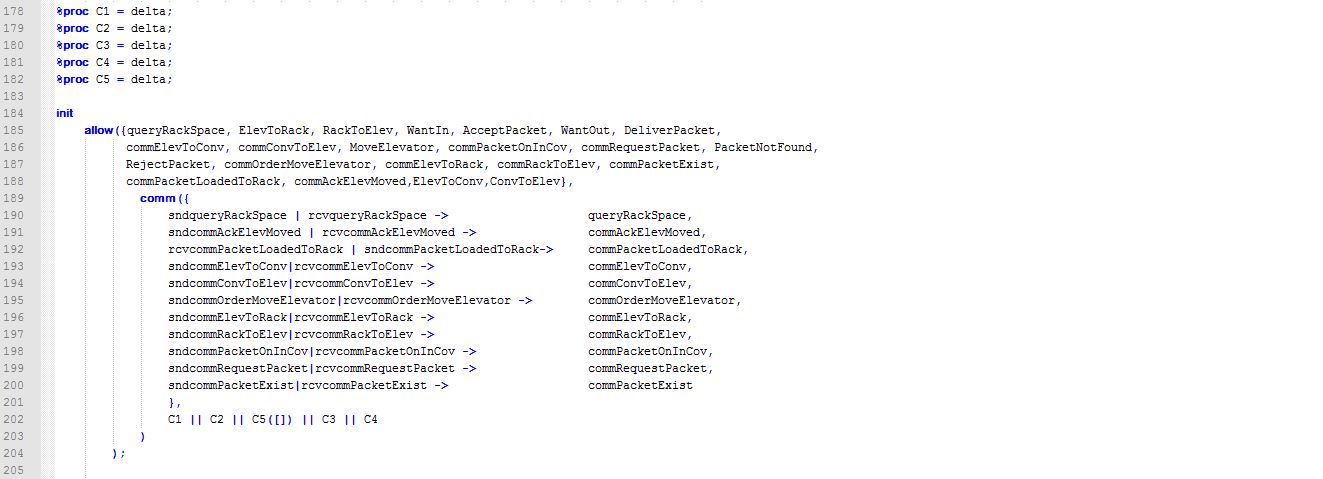 178 %proc C1 = delta;
179 %proc C2 = delta;
180 %proc C3 = delta;
181 %proc C4 = delta;
182 %proc C5 = delta;
183
184 init
185 allow({queryRackSpace, ElevToRack, RackToElev, WantIn, AcceptPacket, WantOut, DeliverPacket,
186 commElevToConv, commConvToElev, MoveElevator, commPacketOnInCov, commRequestPacket, PacketNotFound,
187 RejectPacket, commOrderMoveElevator, commElevToRack, commRackToElev, commPacketExist,
188 commPacketLoadedToRack, commAckElevMoved,ElevToConv,ConvToElev},
189 comm({
190 sndqueryRackSpace | rcvqueryRackSpace -> queryRackSpace,
191 sndcommAckElevMoved | rcvcommAckElevMoved -> commAckElevMoved,
192 rcvcommPacketLoadedToRack | sndcommPacketLoadedToRack-> commPacketLoadedToRack,
193 sndcommElevToConv|rcvcommElevToConv -> commElevToConv,
194 sndcommConvToElev|rcvcommConvToElev -> commConvToElev,
195 sndcommOrderMoveElevator|rcvcommOrderMoveElevator -> commOrderMoveElevator,
196 sndcommElevToRack|rcvcommElevToRack -> commElevToRack,
197 sndcommRackToElev|rcvcommRackToElev -> commRackToElev,
198 sndcommPacketOnInCov|rcvcommPacketOnInCov -> commPacketOnInCov,
199 sndcommRequestPacket|rcvcommRequestPacket -> commRequestPacket,
200 sndcommPacketExist|rcvcommPacketExist -> commPacketExist
201 },
202 C1 || C2 || C5([]) || C3 || C4
203 )
204 );
205